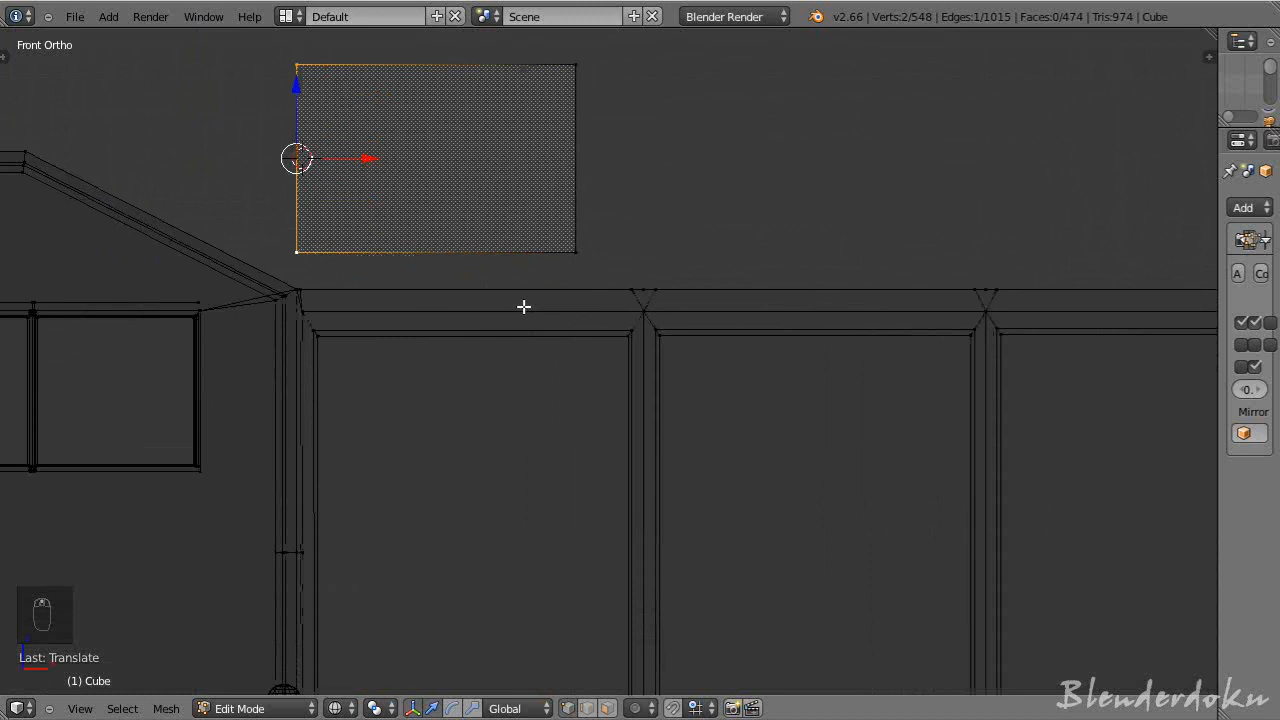 File Add Render Window Help Default Scene Blender Render v2.66 | Verts:2/548 | Edges:1/1015 | Faces:0/474 | Tris:974 | Cube
Front Ortho
Add
A Co
0.
Mirror
Last: Translate
(1) Cube
View Select Mesh Edit Mode Global
Blenderdoku